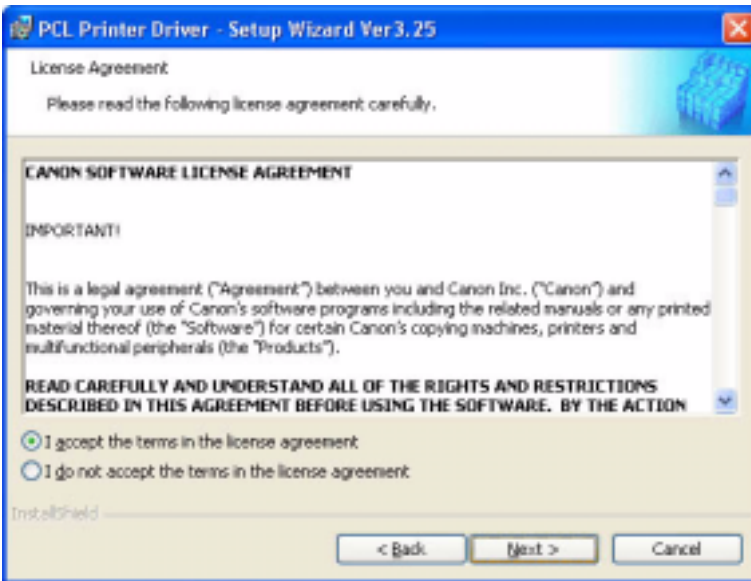 PCL Printer Driver - Setup Wizard Ver3.25
License Agreement
Please read the following license agreement carefully.
CANON SOFTWARE LICENSE AGREEMENT
IMPORTANT!
This is a legal agreement ("Agreement") between you and Canon Inc. ("Canon") and
governing your use of Canon's software programs including the related manuals or any printed
material thereof (the "Software") for certain Canon's copying machines, printers and
multifunctional peripherals (the "Products").
READ CAREFULLY AND UNDERSTAND ALL OF THE RIGHTS AND RESTRICTIONS
DESCRIBED IN THIS AGREEMENT BEFORE USING THE SOFTWARE. BY THE ACTION
I accept the terms in the license agreement
I do not accept the terms in the license agreement
InstallShield
< Back
Next >
Cancel